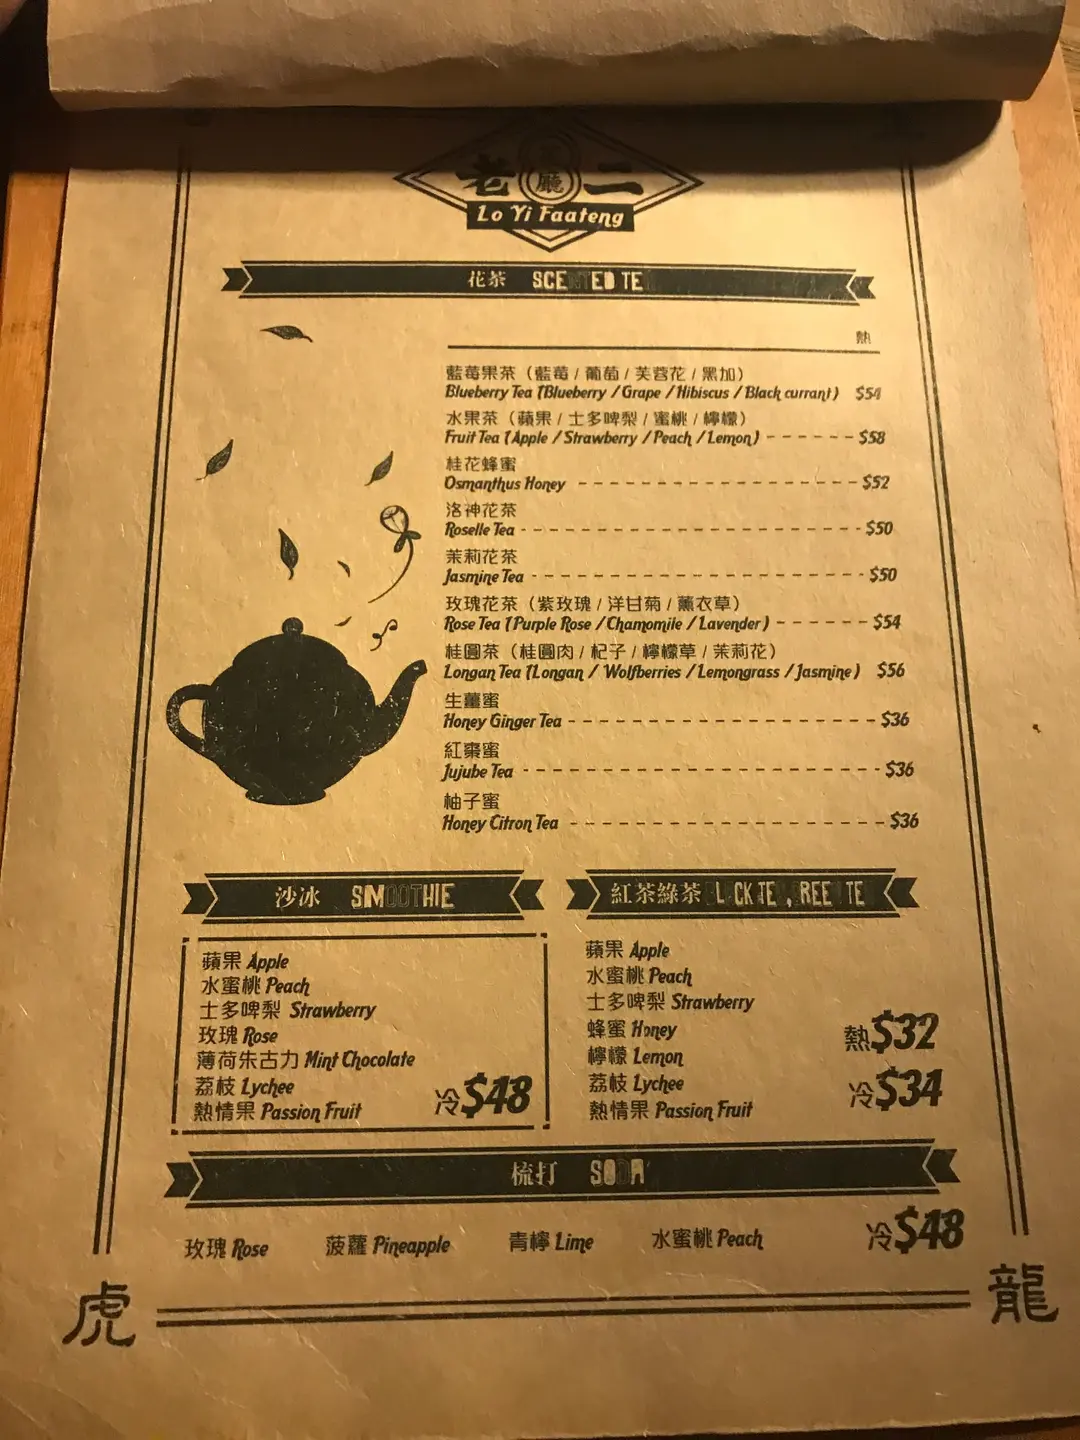 老 廳 二
Lo Yi Faateng
花茶 SCENTED TE
熱
藍莓果茶（藍莓 / 葡萄 / 芙蓉花 / 黑加）
Blueberry Tea (Blueberry / Grape / Hibiscus / Black currant) $54
水果茶（蘋果 / 士多啤梨 / 蜜桃 / 檸檬）
Fruit Tea (Apple / Strawberry / Peach / Lemon) - - - - - - $58
桂花蜂蜜
Osmanthus Honey - - - - - - - - - - - - - - - - - $52
洛神花茶
Roselle Tea - - - - - - - - - - - - - - - - - - - - $50
茉莉花茶
Jasmine Tea - - - - - - - - - - - - - - - - - - - - $50
玫瑰花茶（紫玫瑰 / 洋甘菊 / 薰衣草）
Rose Tea (Purple Rose / Chamomile / Lavender) - - - - - - $54
桂圓茶（桂圓肉 / 杞子 / 檸檬草 / 茉莉花）
Longan Tea (Longan / Wolfberries / Lemongrass / Jasmine) $56
生薑蜜
Honey Ginger Tea - - - - - - - - - - - - - - - - - - $36
紅棗蜜
Jujube Tea - - - - - - - - - - - - - - - - - - - - - $36
柚子蜜
Honey Citron Tea - - - - - - - - - - - - - - - - - - $36
沙冰 SMOOTHIE
蘋果 Apple
水蜜桃 Peach
士多啤梨 Strawberry
玫瑰 Rose
薄荷朱古力 Mint Chocolate
荔枝 Lychee
熱情果 Passion Fruit
冷$48
紅茶綠茶 BLACK TE , GREE TE
蘋果 Apple
水蜜桃 Peach
士多啤梨 Strawberry
蜂蜜 Honey
檸檬 Lemon
荔枝 Lychee
熱情果 Passion Fruit
熱$32
冷$34
梳打 SODA
玫瑰 Rose 菠蘿 Pineapple 青檸 Lime 水蜜桃 Peach 冷$48
虎 龍